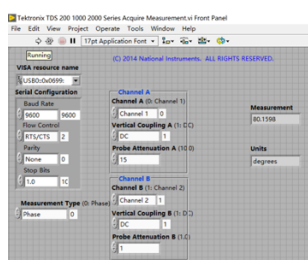 Tektronix TDS 200 1000 2000 Series Acquire Measurement.vi Front Panel
File Edit View Project Operate Tools Window Help
17pt Application Font
Running
(C) 2014 National Instruments. ALL RIGHTS RESERVED.
VISA resource name
USB0::0x0699:
Serial Configuration
Baud Rate
9600 9600
Flow Control
RTS/CTS 2
Parity
None 0
Stop Bits
1.0 10
Measurement Type (0: Phase)
Phase 0
Channel A
Channel A (0: Channel 1)
Channel 1 0
Vertical Coupling A (1: DC)
DC 1
Probe Attenuation A (10.0)
15
Channel B
Channel B (1: Channel 2)
Channel 2 1
Vertical Coupling B (1: DC)
DC 1
Probe Attenuation B (1.0)
1
Measurement
80.1598
Units
degrees